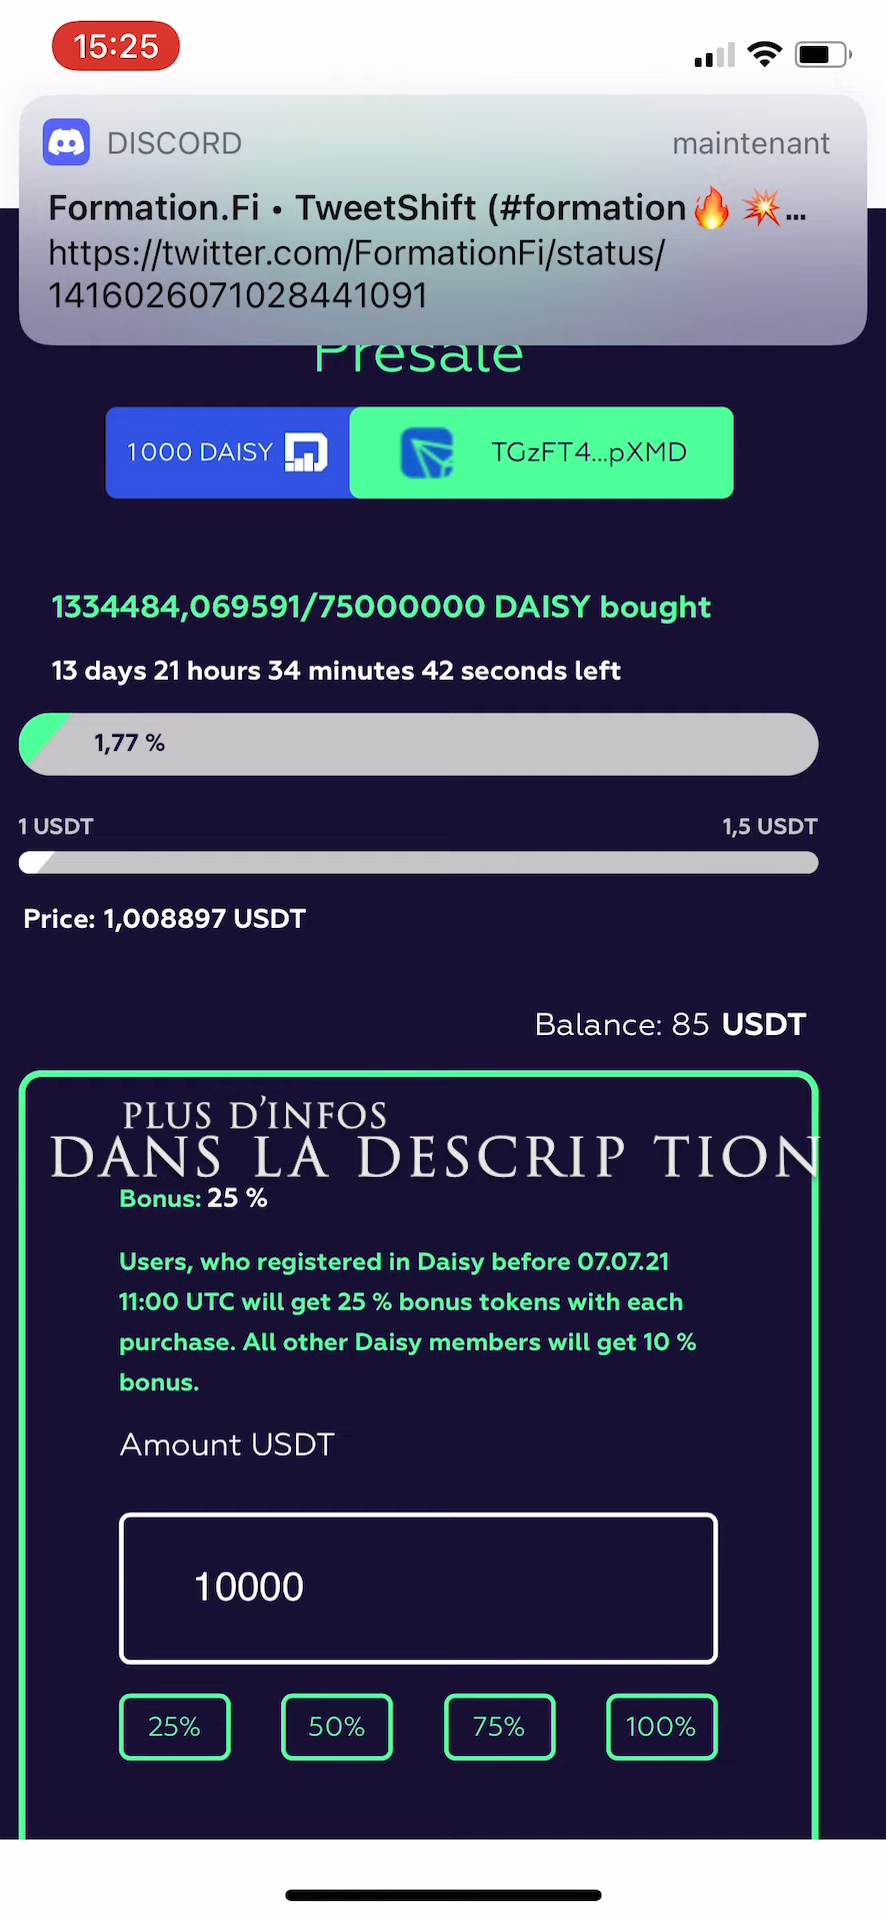 15:25
DISCORD
maintenant
Formation.Fi • TweetShift (#formation🔥 💥...
https://twitter.com/FormationFi/status/
1416026071028441091
Presale
1000 DAISY
TGzFT4...pXMD
1334484,069591/75000000 DAISY bought
13 days 21 hours 34 minutes 42 seconds left
1,77 %
1 USDT
1,5 USDT
Price: 1,008897 USDT
Balance: 85 USDT
PLUS D'INFOS
DANS LA DESCRIP TION
Bonus: 25 %
Users, who registered in Daisy before 07.07.21
11:00 UTC will get 25 % bonus tokens with each
purchase. All other Daisy members will get 10 %
bonus.
Amount USDT
10000
25%
50%
75%
100%